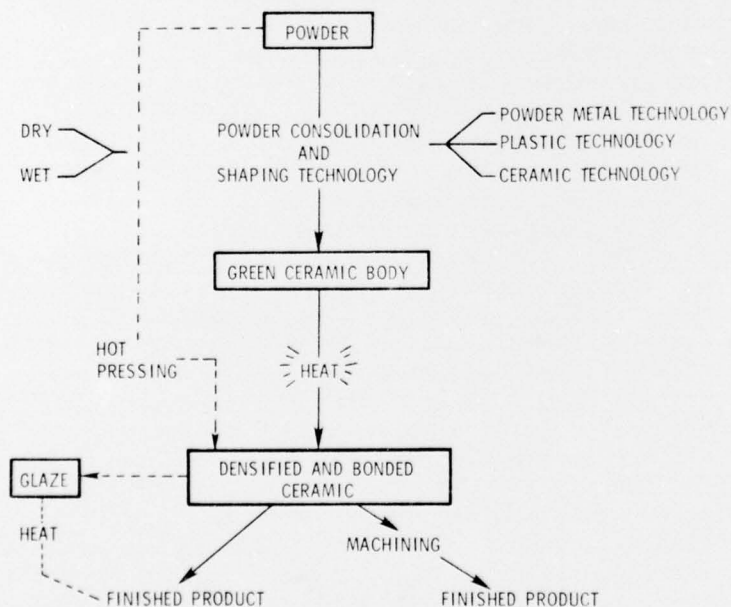 POWDER
DRY
WET
POWDER CONSOLIDATION
AND
SHAPING TECHNOLOGY
POWDER METAL TECHNOLOGY
PLASTIC TECHNOLOGY
CERAMIC TECHNOLOGY
GREEN CERAMIC BODY
HOT
PRESSING
HEAT
DENSIFIED AND BONDED
CERAMIC
GLAZE
HEAT
MACHINING
FINISHED PRODUCT
FINISHED PRODUCT